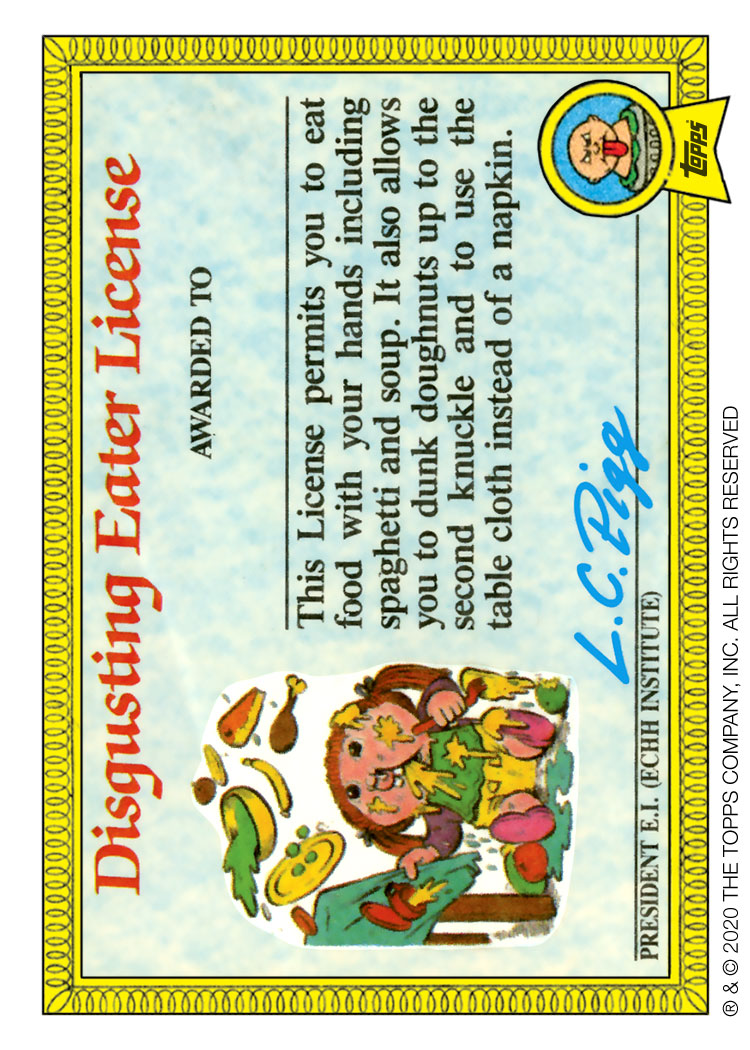 Disgusting Eater License
AWARDED TO
This License permits you to eat
food with your hands including
spaghetti and soup. It also allows
you to dunk doughnuts up to the
second knuckle and to use the
table cloth instead of a napkin.
L.C. Pigg
PRESIDENT E.I. (ECHH INSTITUTE)
topps
® & © 2020 THE TOPPS COMPANY, INC. ALL RIGHTS RESERVED